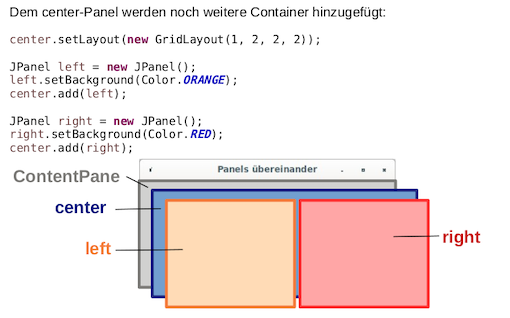 Dem center-Panel werden noch weitere Container hinzugefügt:
center.setLayout(new GridLayout(1, 2, 2, 2));
JPanel left = new JPanel();
left.setBackground(Color.ORANGE);
center.add(left);
JPanel right = new JPanel();
right.setBackground(Color.RED);
center.add(right);
Panels übereinander
ContentPane
center
left
right